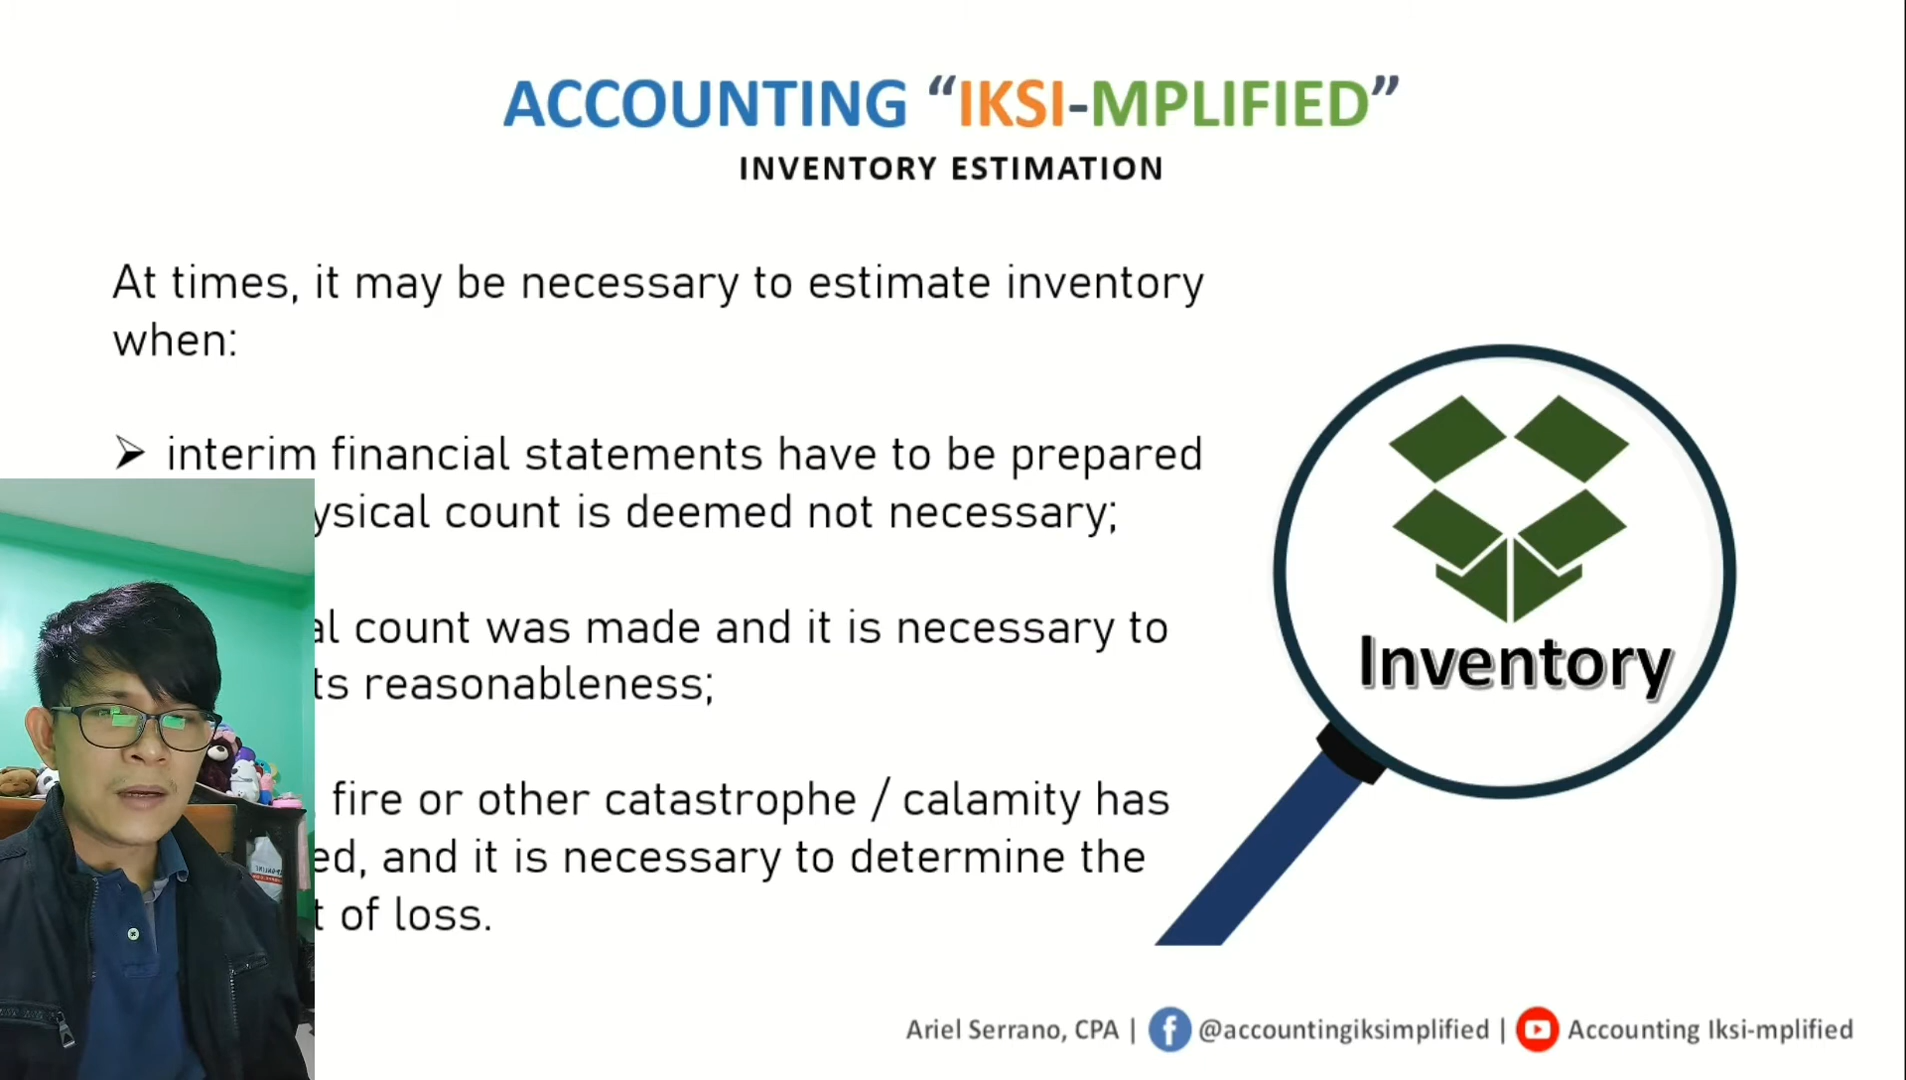 ACCOUNTING “IKSI-MPLIFIED”
INVENTORY ESTIMATION
At times, it may be necessary to estimate inventory
when:
➢ interim financial statements have to be prepared
ysical count is deemed not necessary;
al count was made and it is necessary to
ts reasonableness;
fire or other catastrophe / calamity has
ed, and it is necessary to determine the
t of loss.
Inventory
Ariel Serrano, CPA | @accountingiksimplified | Accounting Iksi-mplified